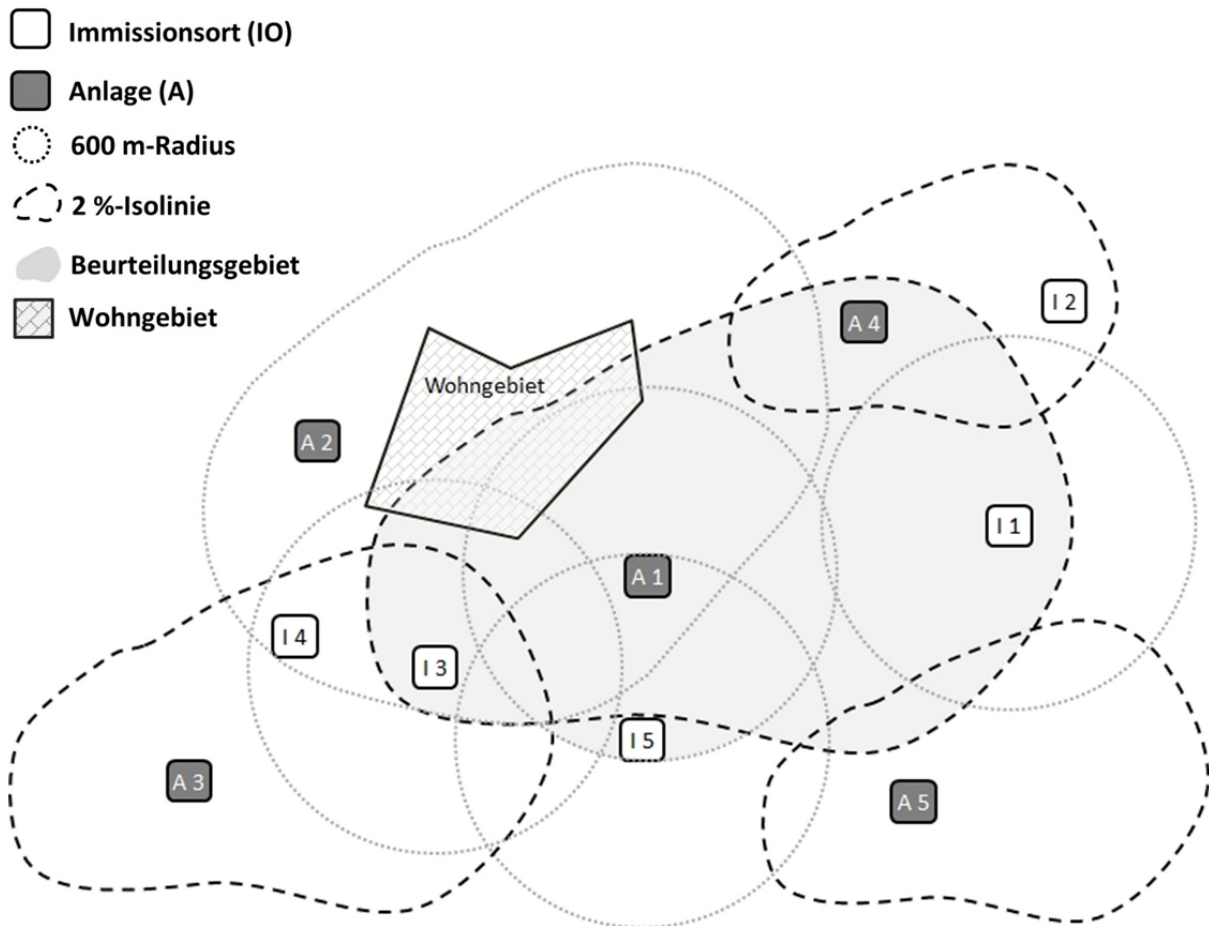 Immissionsort (IO)
Anlage (A)
600 m-Radius
2 %-Isolinie
Beurteilungsgebiet
Wohngebiet
I 2
A 4
Wohngebiet
A 2
I 1
A 1
I 4
I 3
I 5
A 3
A 5